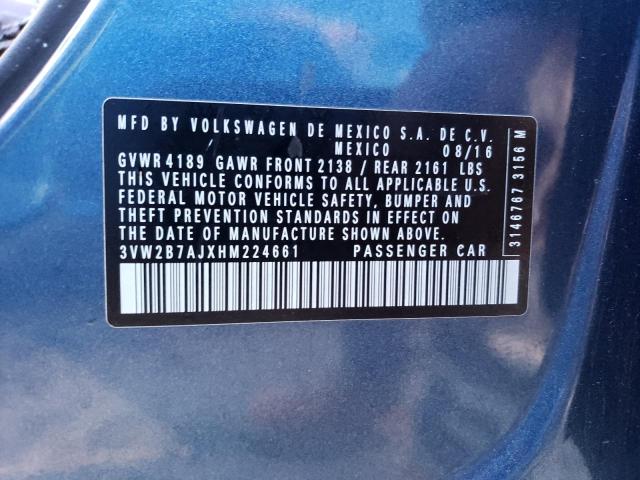 MFD BY VOLKSWAGEN DE MEXICO S.A. DE C.V.
MEXICO 08/16
GVWR 4189 GAWR FRONT 2138 / REAR 2161 LBS
THIS VEHICLE CONFORMS TO ALL APPLICABLE U.S.
FEDERAL MOTOR VEHICLE SAFETY, BUMPER AND
THEFT PREVENTION STANDARDS IN EFFECT ON
THE DATE OF MANUFACTURE SHOWN ABOVE.
3VW2B7AJXHM224661 PASSENGER CAR
3146767 3156 M